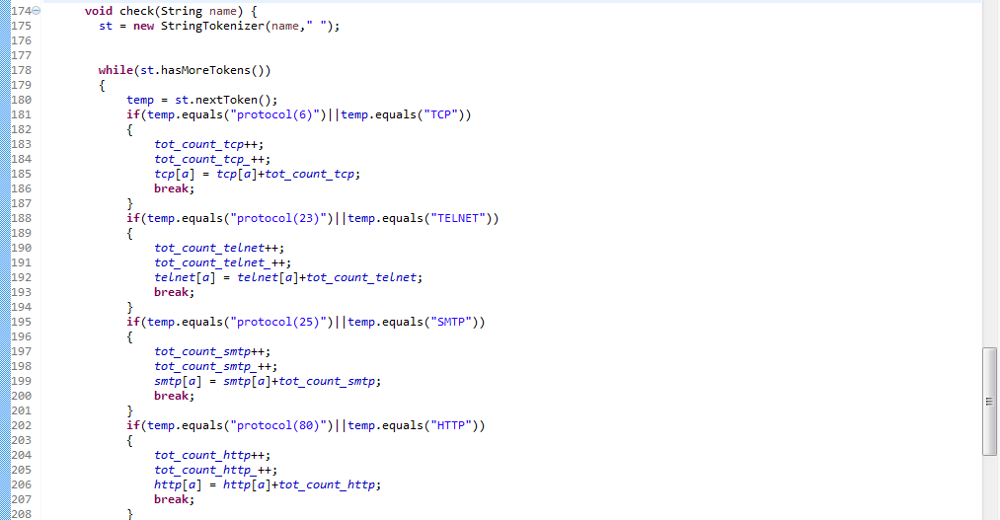 174 void check(String name) {
175 st = new StringTokenizer(name," ");
176
177
178 while(st.hasMoreTokens())
179 {
180 temp = st.nextToken();
181 if(temp.equals("protocol(6)")||temp.equals("TCP"))
182 {
183 tot_count_tcp++;
184 tot_count_tcp_++;
185 tcp[a] = tcp[a]+tot_count_tcp;
186 break;
187 }
188 if(temp.equals("protocol(23)")||temp.equals("TELNET"))
189 {
190 tot_count_telnet++;
191 tot_count_telnet_++;
192 telnet[a] = telnet[a]+tot_count_telnet;
193 break;
194 }
195 if(temp.equals("protocol(25)")||temp.equals("SMTP"))
196 {
197 tot_count_smtp++;
198 tot_count_smtp_++;
199 smtp[a] = smtp[a]+tot_count_smtp;
200 break;
201 }
202 if(temp.equals("protocol(80)")||temp.equals("HTTP"))
203 {
204 tot_count_http++;
205 tot_count_http_++;
206 http[a] = http[a]+tot_count_http;
207 break;
208 }